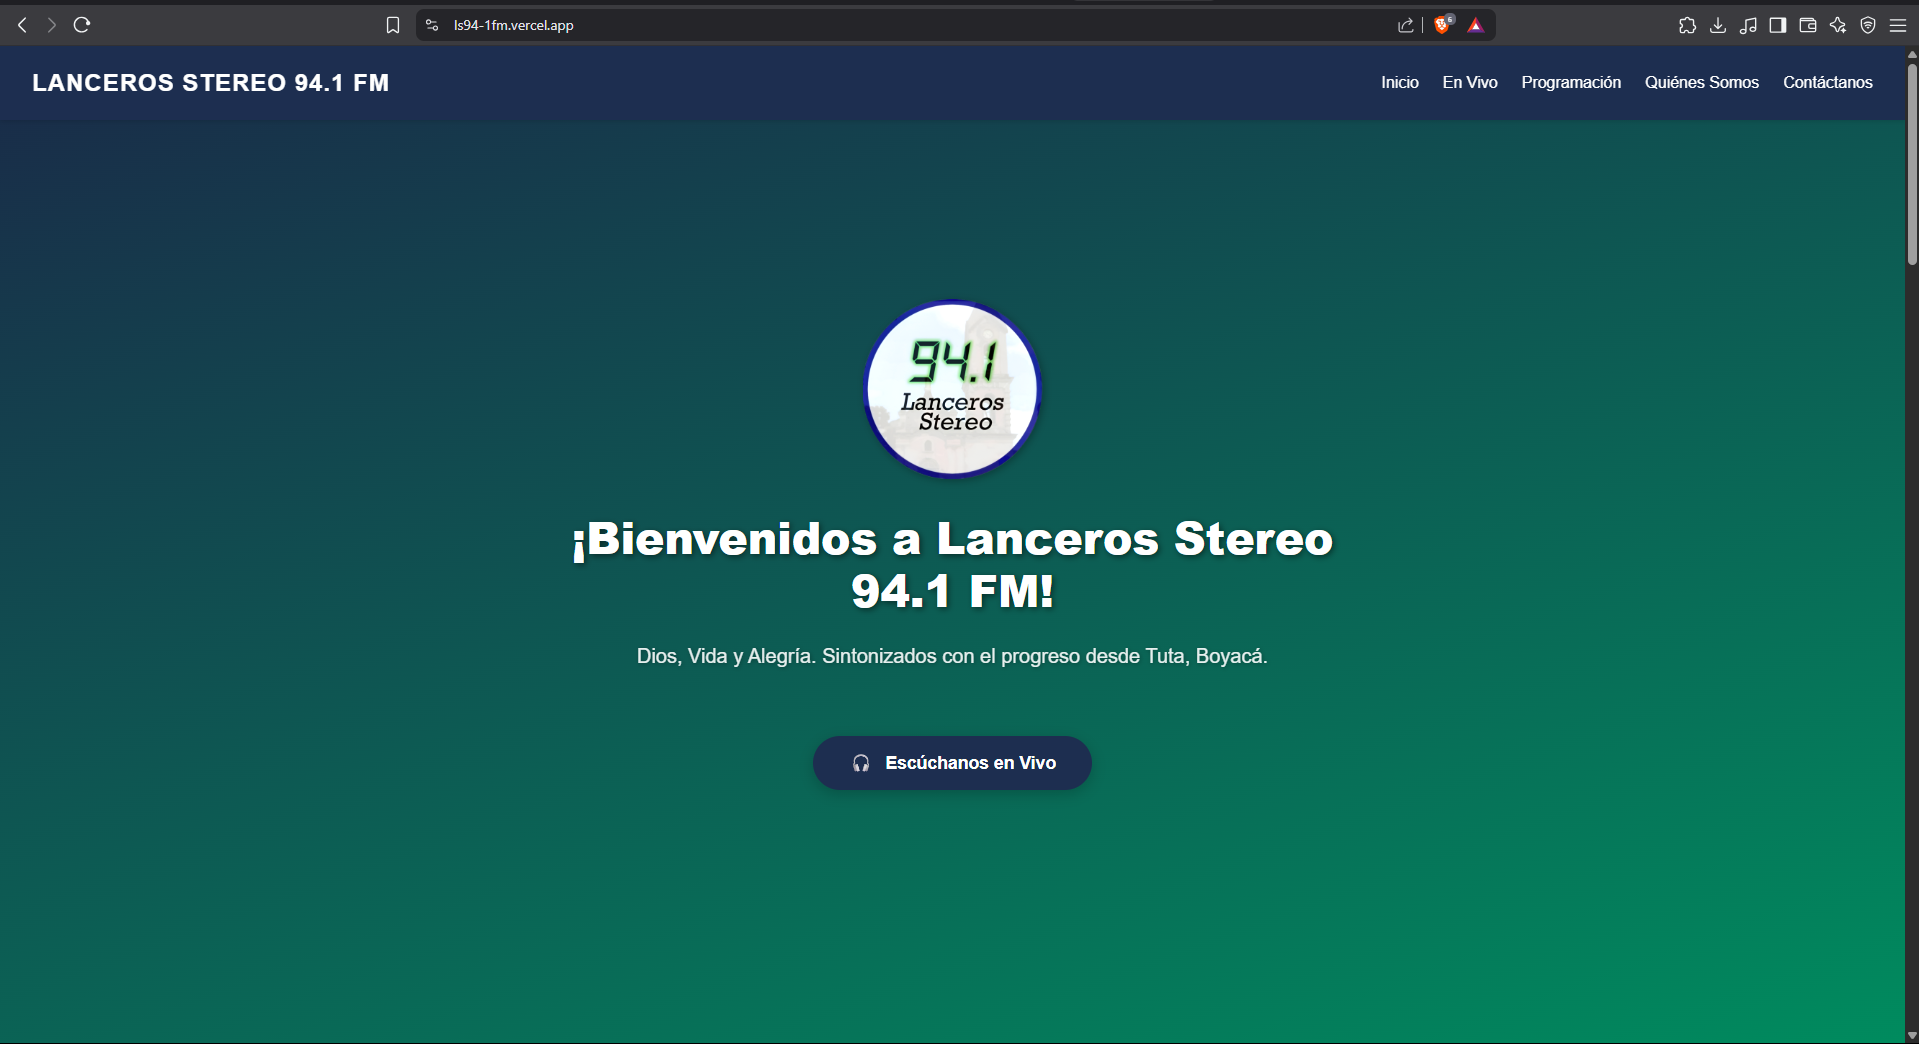 ls94-1fm.vercel.app
6
LANCEROS STEREO 94.1 FM
Inicio
En Vivo
Programación
Quiénes Somos
Contáctanos
94.1
Lanceros
Stereo
¡Bienvenidos a Lanceros Stereo
94.1 FM!
Dios, Vida y Alegría. Sintonizados con el progreso desde Tuta, Boyacá.
Escúchanos en Vivo